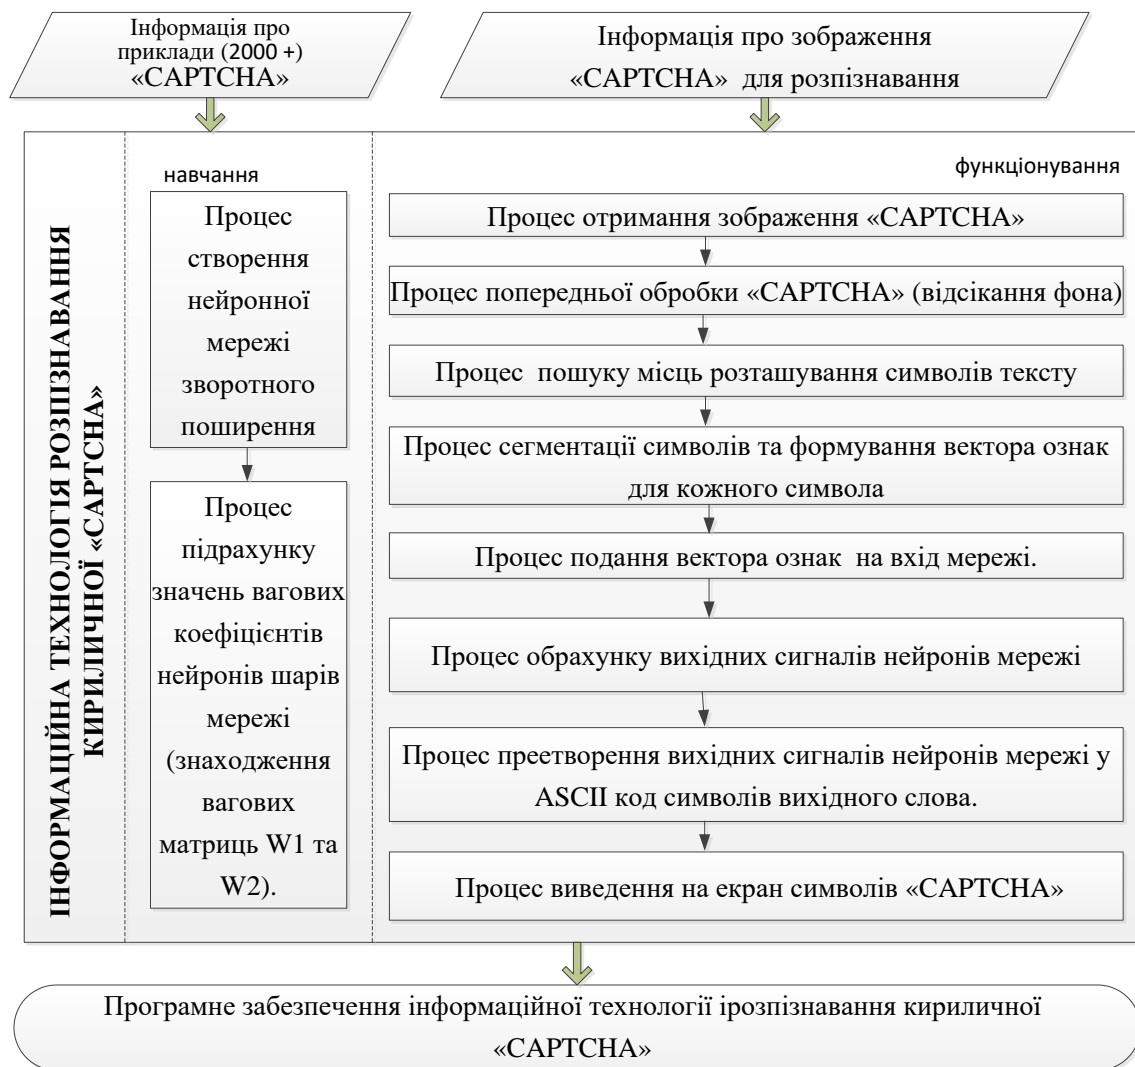 Інформація про
приклади (2000 +)
«CAPTCHA»
Інформація про зображення
«CAPTCHA» для розпізнавання
ІНФОРМАЦІЙНА ТЕХНОЛОГІЯ РОЗПІЗНАВАННЯ
КИРИЛИЧНОЇ «CAPTCHA»
навчання
Процес
створення
нейронної
мережі
зворотного
поширення
Процес
підрахунку
значень вагових
коефіцієнтів
нейронів шарів
мережі
(знаходження
вагових
матриць W1 та
W2).
функціонування
Процес отримання зображення «CAPTCHA»
Процес попередньої обробки «CAPTCHA» (відсікання фона)
Процес пошуку місць розташування символів тексту
Процес сегментації символів та формування вектора ознак
для кожного символа
Процес подання вектора ознак на вхід мережі.
Процес обрахунку вихідних сигналів нейронів мережі
Процес преетворення вихідних сигналів нейронів мережі у
ASCII код символів вихідного слова.
Процес виведення на екран символів «CAPTCHA»
Програмне забезпечення інформаційної технології ірозпізнавання кириличної
«CAPTCHA»